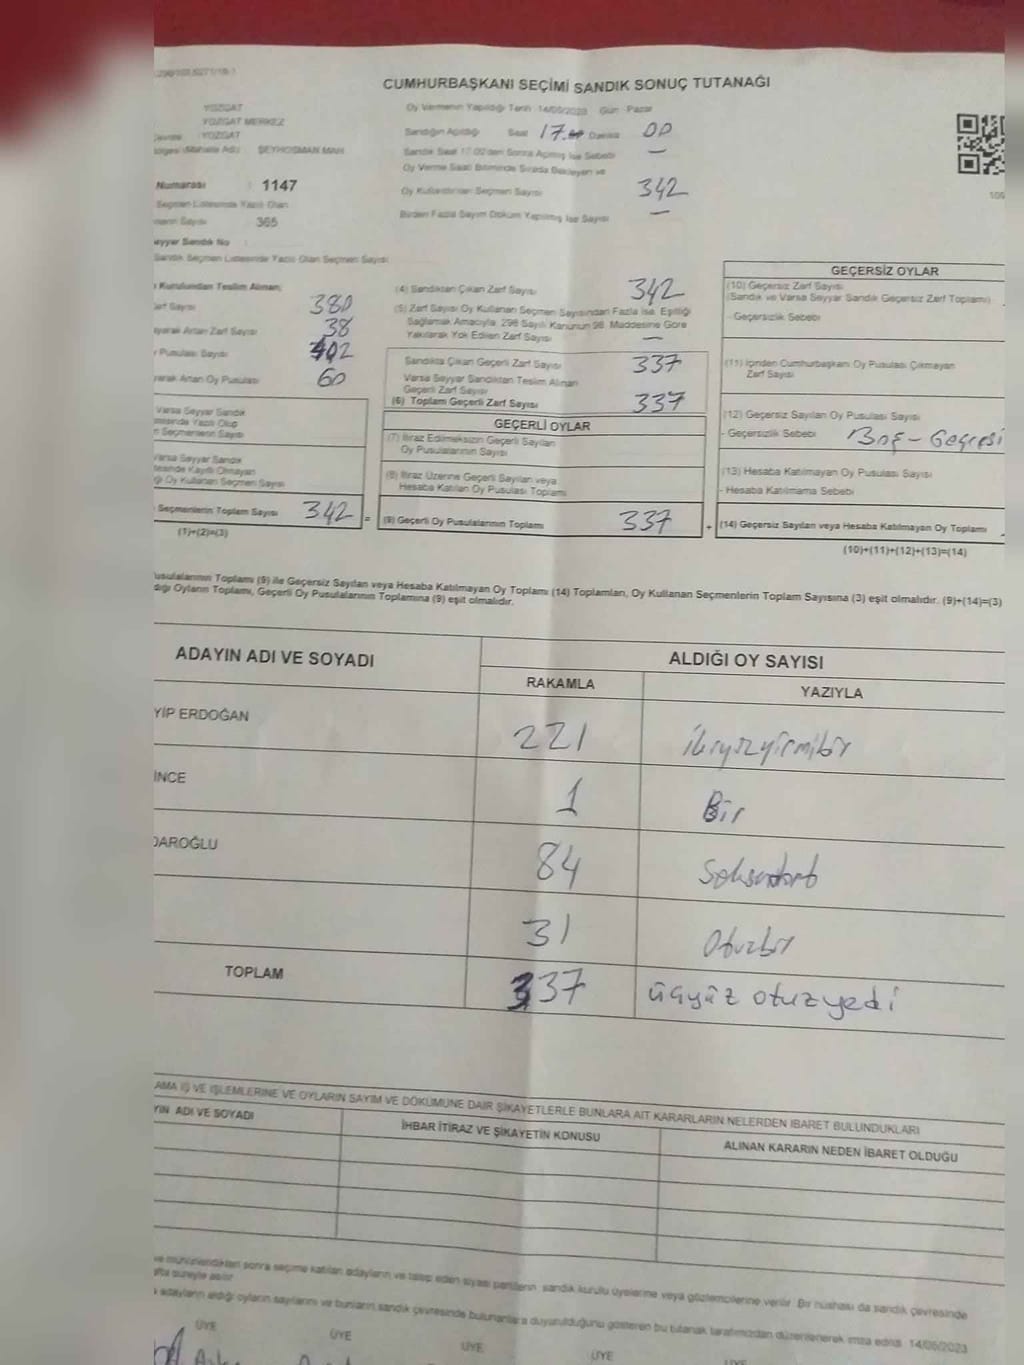 CUMHURBAŞKANI SEÇİMİ SANDIK SONUÇ TUTANAĞI
YOZGAT
YOZGAT MERKEZ
YOZGAT
ŞEYHOSMAN MAH.
Numarası : 1147
Seçmen Listesinde Yazılı Olan
Sayısı 365
Seyyar Sandık No
Sandık Seçmen Listesinde Yazılı Olan Seçmen Sayısı
Oy Vermenin Yapıldığı Tarih : 14/05/2023 Gün : Pazar
Sandığın Açıldığı Saat 17.00 Dakika 00
Sandık Saat 17.00'den Sonra Açılmış İse Sebebi —
Oy Verme Saati Bitiminde Sırada Bekleyen ve
Oy Kullandırılan Seçmen Sayısı 342
Birden Fazla Sayım Döküm Yapılmış İse Sayısı —
Kurulundan Teslim Alınan;
Zarf Sayısı 380
Artan Zarf Sayısı 38
Pusulası Sayısı 402
Artan Oy Pusulası 60
Varsa Seyyar Sandık
Yazılı Olup
Seçmenlerin Sayısı
Varsa Seyyar Sandık
Kayıtlı Olmayan
Oy Kullanan Seçmen Sayısı
Seçmenlerin Toplam Sayısı 342 =
(1)+(2)=(3)
(4) Sandıktan Çıkan Zarf Sayısı 342
(5) Zarf Sayısı Oy Kullanan Seçmen Sayısından Fazla İse, Eşitliği
Sağlamak Amacıyla, 298 Sayılı Kanunun 98. Maddesine Göre
Yakılarak Yok Edilen Zarf Sayısı —
Sandıkta Çıkan Geçerli Zarf Sayısı 337
Varsa Seyyar Sandıktan Teslim Alınan
Geçerli Zarf Sayısı
(6) Toplam Geçerli Zarf Sayısı 337
GEÇERLİ OYLAR
(7) İtiraz Edilmeksizin Geçerli Sayılan
Oy Pusulalarının Sayısı
(8) İtiraz Üzerine Geçerli Sayılan veya
Hesaba Katılan Oy Pusulası Toplamı
(9) Geçerli Oy Pusulalarının Toplamı 337 +
GEÇERSİZ OYLAR
(10) Geçersiz Zarf Sayısı
(Sandık ve Varsa Seyyar Sandık Geçersiz Zarf Toplamı)
- Geçersizlik Sebebi
(11) İçinden Cumhurbaşkanı Oy Pusulası Çıkmayan
Zarf Sayısı
(12) Geçersiz Sayılan Oy Pusulası Sayısı
- Geçersizlik Sebebi Boş -
(13) Hesaba Katılmayan Oy Pusulası Sayısı
- Hesaba Katılmama Sebebi
(14) Geçersiz Sayılan veya Hesaba Katılmayan Oy Toplamı
(10)+(11)+(12)+(13)=(14)
Pusulalarının Toplamı (9) ile Geçersiz Sayılan veya Hesaba Katılmayan Oy Toplamı (14) Toplamları, Oy Kullanan Seçmenlerin Toplam Sayısına (3) eşit olmalıdır. (9)+(14)=(3)
Oyların Toplamı, Geçerli Oy Pusulalarının Toplamına (9) eşit olmalıdır.
ADAYIN ADI VE SOYADI ALDIĞI OY SAYISI
RAKAMLA YAZIYLA
YİP ERDOĞAN 221 ikiyüzyirmibir
İNCE 1 Bir
DAROĞLU 84 Seksendört
31 Otuzbir
TOPLAM 337 üçyüz otuzyedi
AMA İŞ VE İŞLEMLERİNE VE OYLARIN SAYIM VE DÖKÜMÜNE DAİR ŞİKAYETLERLE BUNLARA AİT KARARLARIN NELERDEN İBARET BULUNDUKLARI
YIN ADI VE SOYADI İHBAR İTİRAZ VE ŞİKAYETİN KONUSU ALINAN KARARIN NEDEN İBARET OLDUĞU
ve mühürlendikten sonra seçime katılan adayların ve talep eden siyasi partilerin sandık kurulu üyelerine veya gözlemcilerine verilir. Bir nüshası da sandık çevresinde
süreyle asılır.
adayların aldığı oyların sayılarını ve bunların sandık çevresinde bulunanlara duyurulduğunu gösteren bu tutanak tarafımızdan düzenlenerek imza edildi. 14/05/2023
ÜYE ÜYE ÜYE ÜYE ÜYE